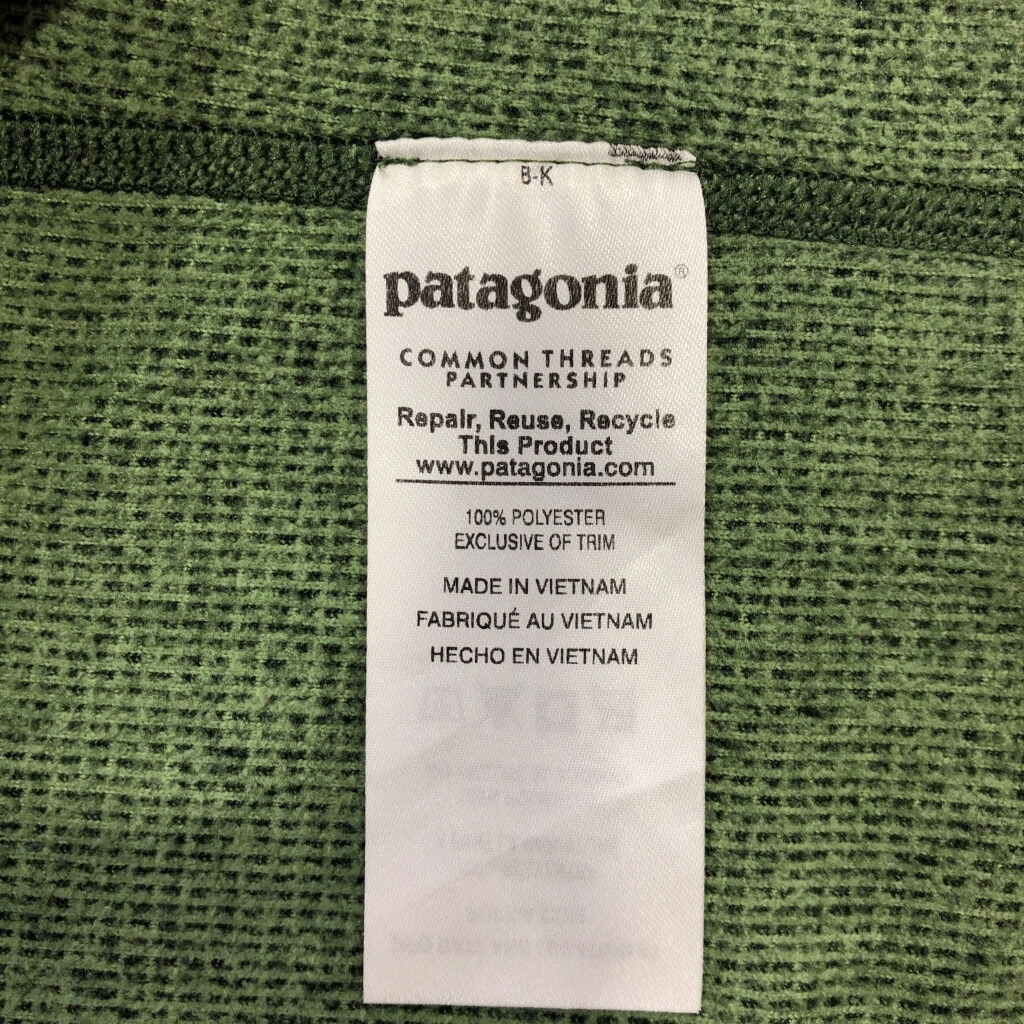 B-K
patagonia®
COMMON THREADS
PARTNERSHIP
Repair, Reuse, Recycle
This Product
www.patagonia.com
100% POLYESTER
EXCLUSIVE OF TRIM
MADE IN VIETNAM
FABRIQUÉ AU VIETNAM
HECHO EN VIETNAM